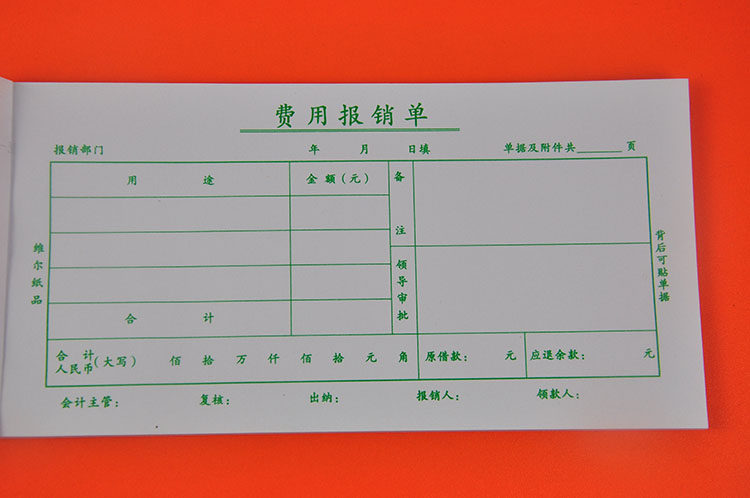 费用报销单
报销部门 年 月 日填 单据及附件共 页
用 途 金 额(元) 备注
领导审批
合 计
合 计
人民币(大写) 佰 拾 万 仟 佰 拾 元 角 原借款： 元 应退余款： 元
会计主管： 复核： 出纳： 报销人： 领款人：
维尔纸品
背后可贴单据